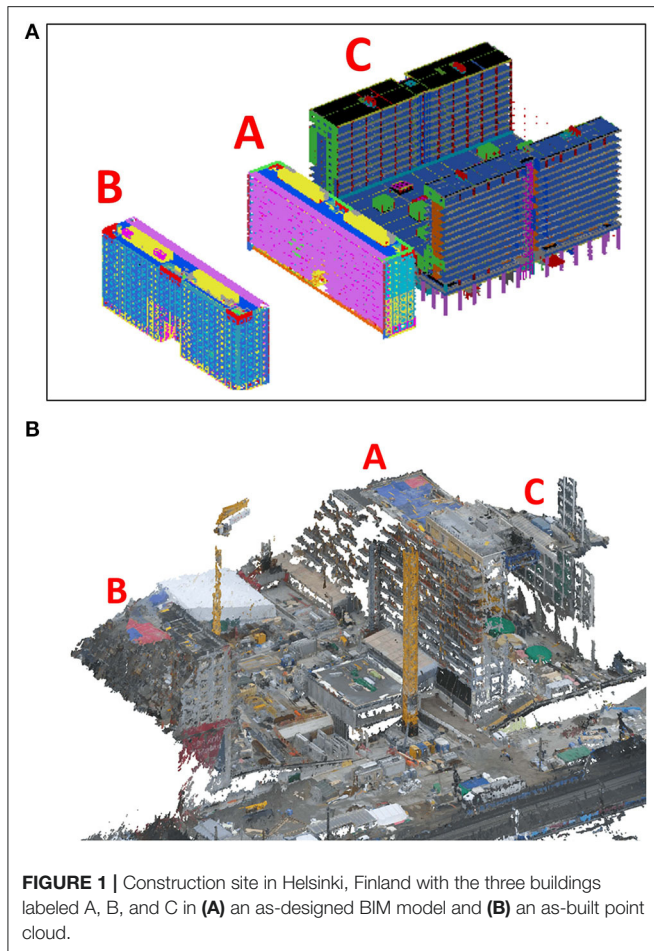 A
C
A
B
B
A
C
B
FIGURE 1 | Construction site in Helsinki, Finland with the three buildings
labeled A, B, and C in (A) an as-designed BIM model and (B) an as-built point
cloud.